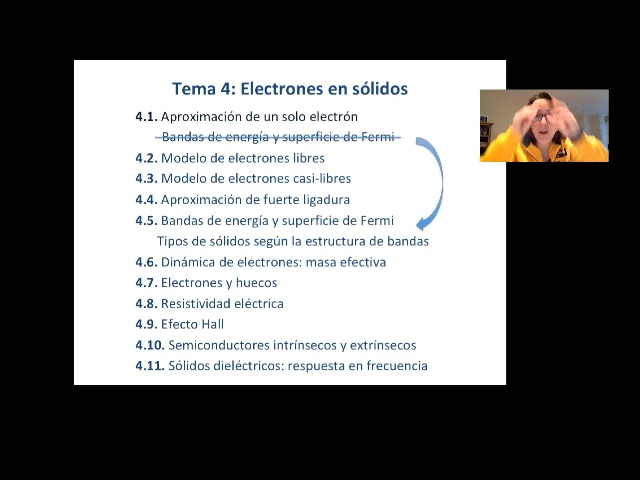 Tema 4: Electrones en sólidos
4.1. Aproximación de un solo electrón
Bandas de energía y superficie de Fermi
4.2. Modelo de electrones libres
4.3. Modelo de electrones casi-libres
4.4. Aproximación de fuerte ligadura
4.5. Bandas de energía y superficie de Fermi
Tipos de sólidos según la estructura de bandas
4.6. Dinámica de electrones: masa efectiva
4.7. Electrones y huecos
4.8. Resistividad eléctrica
4.9. Efecto Hall
4.10. Semiconductores intrínsecos y extrínsecos
4.11. Sólidos dieléctricos: respuesta en frecuencia